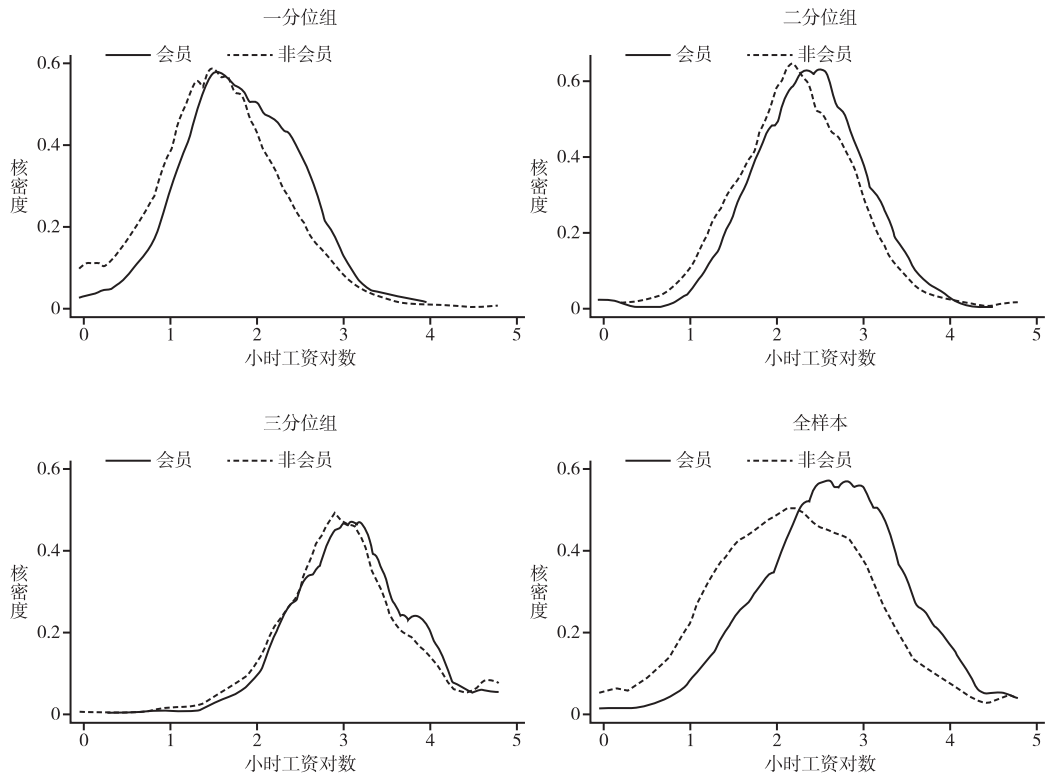 一分位组
会员 非会员
0.6
0.4
0.2
0
核密度
0 1 2 3 4 5
小时工资对数
二分位组
会员 非会员
0.6
0.4
0.2
0
核密度
0 1 2 3 4 5
小时工资对数
三分位组
会员 非会员
0.6
0.4
0.2
0
核密度
0 1 2 3 4 5
小时工资对数
全样本
会员 非会员
0.6
0.4
0.2
0
核密度
0 1 2 3 4 5
小时工资对数